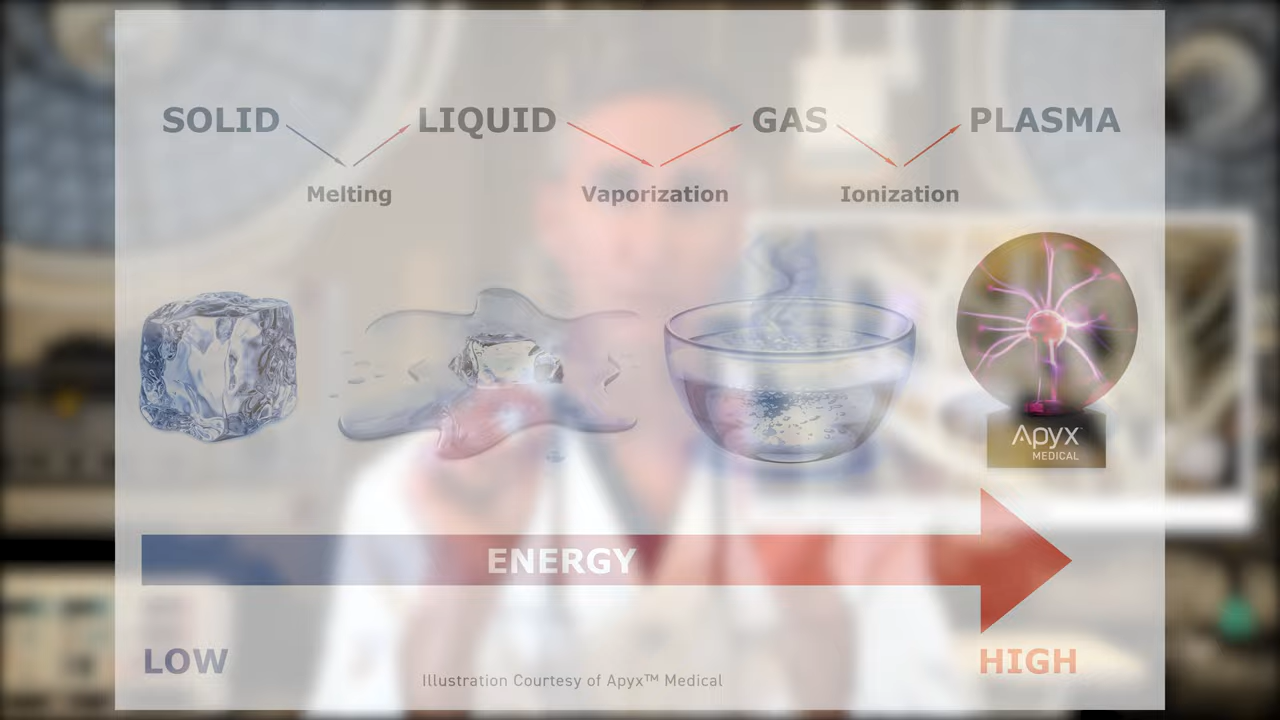 SOLID LIQUID GAS PLASMA
Melting Vaporization Ionization
Apyx
MEDICAL
ENERGY
LOW HIGH
Illustration Courtesy of Apyx™ Medical